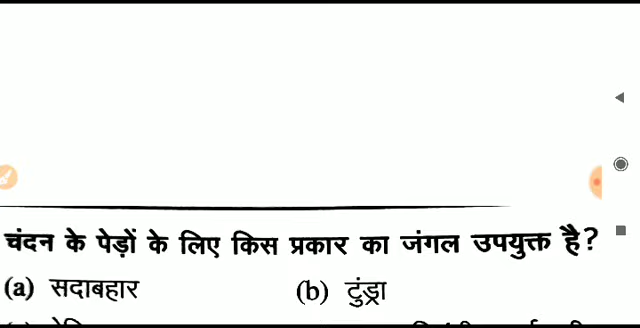 चंदन के पेड़ों के लिए किस प्रकार का जंगल उपयुक्त है?
(a) सदाबहार
(b) टुंड्रा